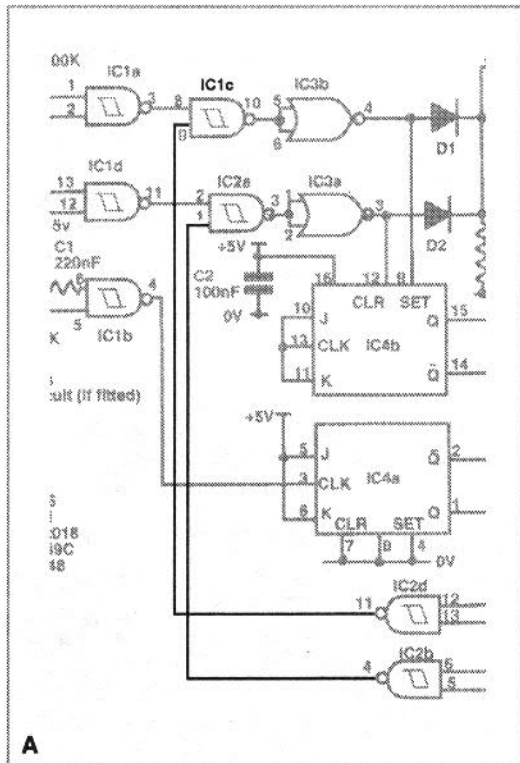 00K
IC1a
1
2
3
IC1c
8
9
10
IC3b
5
6
4
D1
IC1d
13
12
11
5v
IC2a
2
1
3
IC3a
1
2
3
D2
C1
220nF
6
5
4
IC1b
K
+5V
C2
100nF
0V
16
12
9
CLR
SET
10
J
Q
15
13
CLK
IC4b
11
K
Q̅
14
S
cuit (if fitted)
+5V
5
J
Q̅
2
3
CLK
IC4a
6
K
Q
1
CLR
SET
7
8
4
0V
S
E
2018
39C
48
11
IC2d
12
13
4
IC2b
6
5
A